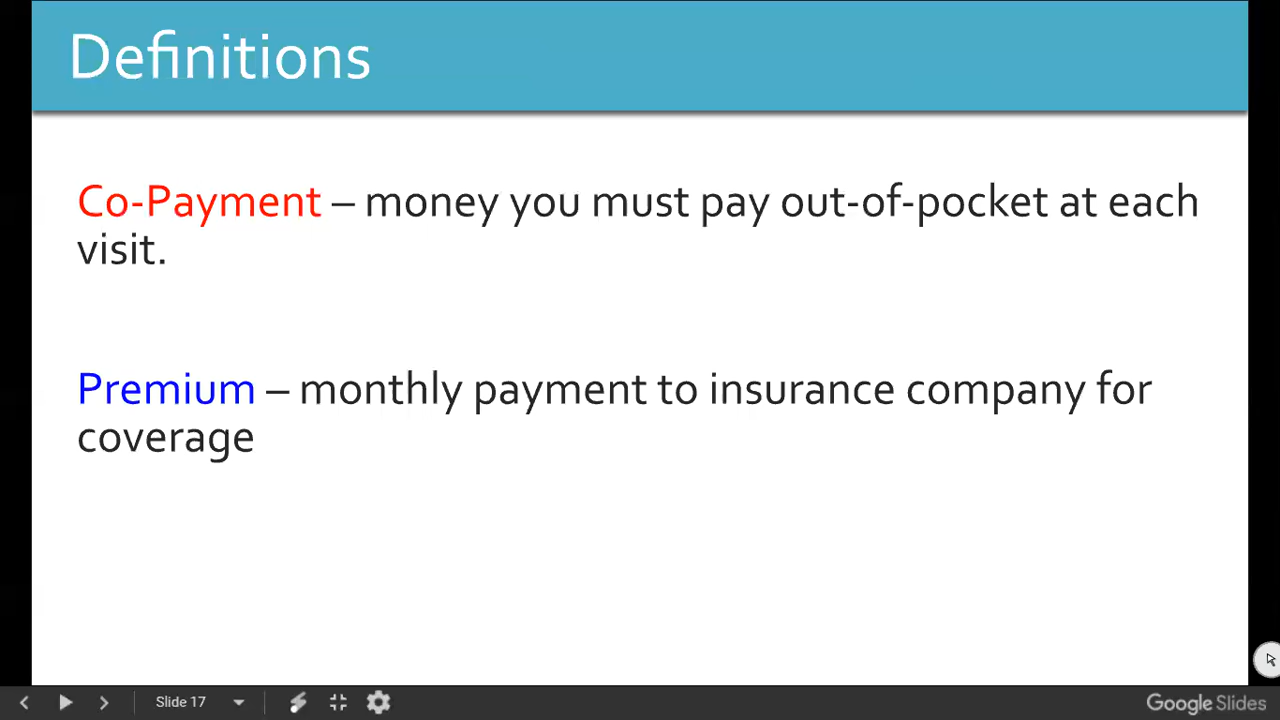 Definitions
Co-Payment – money you must pay out-of-pocket at each
visit.
Premium – monthly payment to insurance company for
coverage
Slide 17
Google Slides